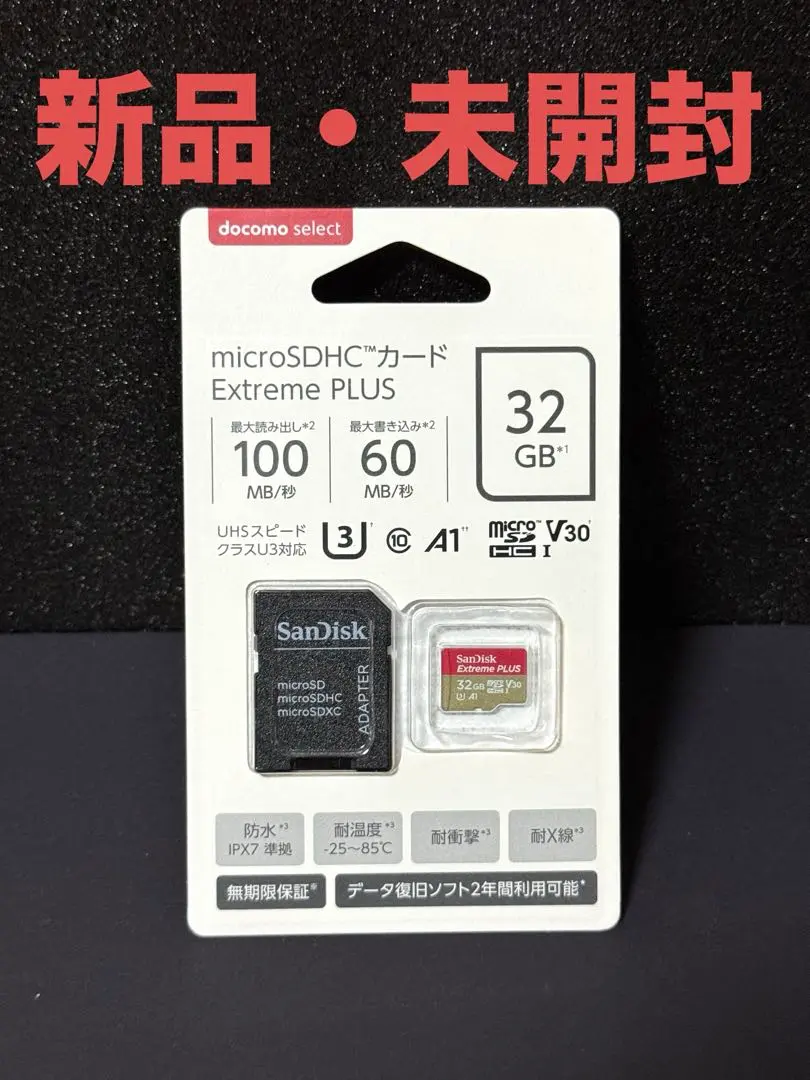 新品・未開封
docomo select
microSDHC™カード
Extreme PLUS
32
GB*1
最大読み出し*2
100
MB/秒
最大書き込み*2
60
MB/秒
UHSスピード
クラスU3対応
3†
10
A1††
micro SD™
HC I
V30†
SanDisk
microSD
microSDHC
microSDXC
ADAPTER
SanDisk
Extreme PLUS
32GB micro SD HC I V30
U3 A1
防水*3
IPX7 準拠
耐温度*3
-25～85℃
耐衝撃*3
耐X線*3
無期限保証※
データ復旧ソフト2年間利用可能*